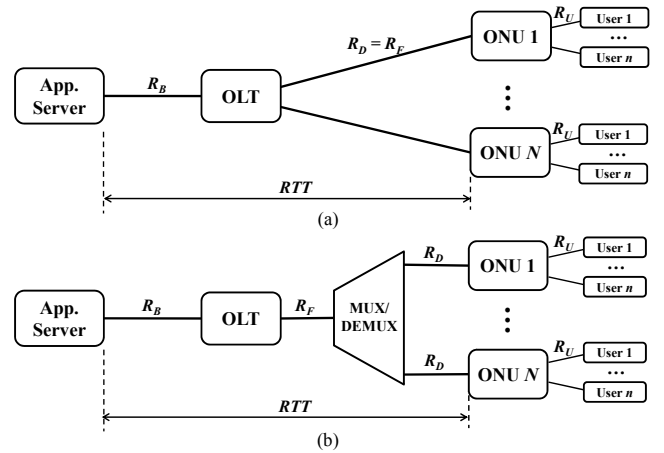 R_U User 1
R_D = R_F ONU 1 ...
User n
App. Server R_B OLT
⋮
R_U User 1
ONU N ...
User n
RTT
(a)
R_U User 1
R_D ONU 1 ...
User n
App. Server R_B OLT R_F MUX/ DEMUX
⋮
R_U User 1
R_D ONU N ...
User n
RTT
(b)